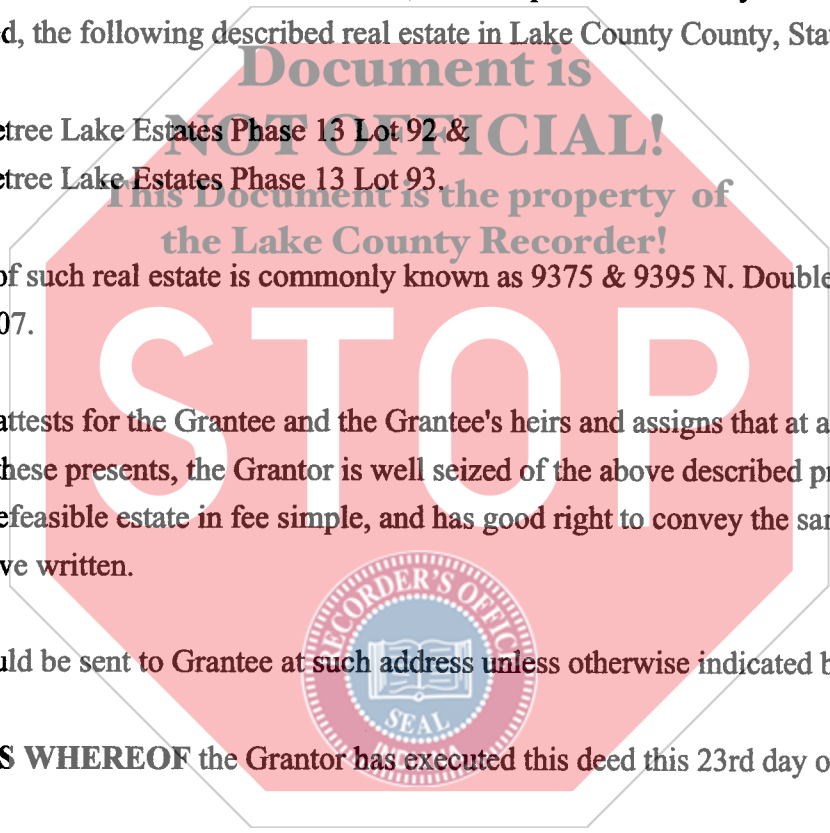 d, the following described real estate in Lake County County, Sta
Document is
etree Lake Estates Phase 13 Lot 92 &
NOT OFFICIAL!
etree Lake Estates Phase 13 Lot 93.
This Document is the property of
the Lake County Recorder!
of such real estate is commonly known as 9375 & 9395 N. Double
07.
STOP
attests for the Grantee and the Grantee's heirs and assigns that at a
these presents, the Grantor is well seized of the above described pr
efeasible estate in fee simple, and has good right to convey the sa
ve written.
RECORDER'S OFFICE
uld be sent to Grantee at such address unless otherwise indicated b
SEAL
INDIANA
S WHEREOF the Grantor has executed this deed this 23rd day o